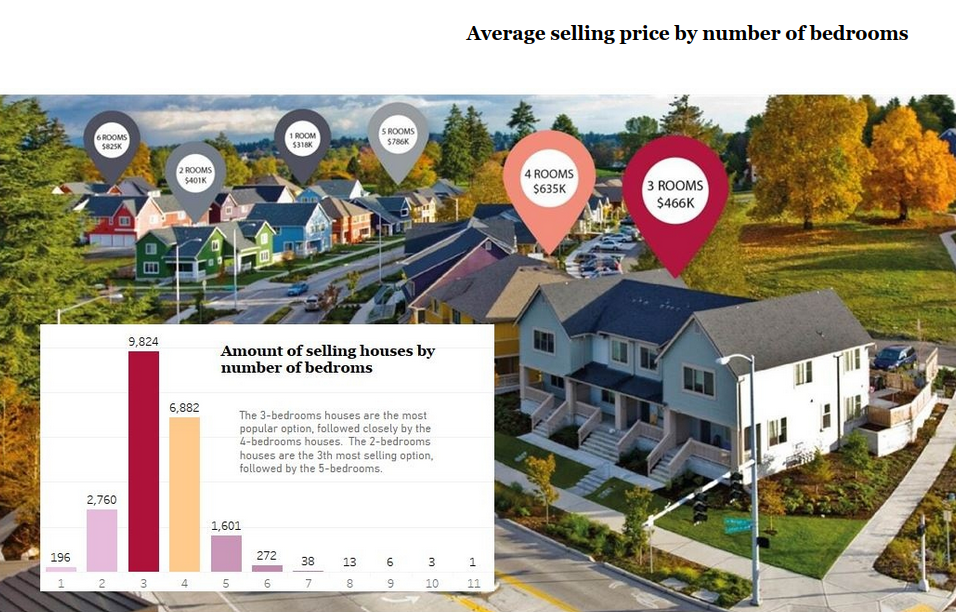 Average selling price by number of bedrooms
6 ROOMS
$825K
2 ROOMS
$401K
1 ROOM
$318K
5 ROOMS
$786K
4 ROOMS
$635K
3 ROOMS
$466K
Amount of selling houses by
number of bedroms
The 3-bedrooms houses are the most
popular option, followed closely by the
4-bedrooms houses. The 2-bedrooms
houses are the 3th most selling option,
followed by the 5-bedrooms.
196
2,760
9,824
6,882
1,601
272
38
13
6
3
1
1 2 3 4 5 6 7 8 9 10 11